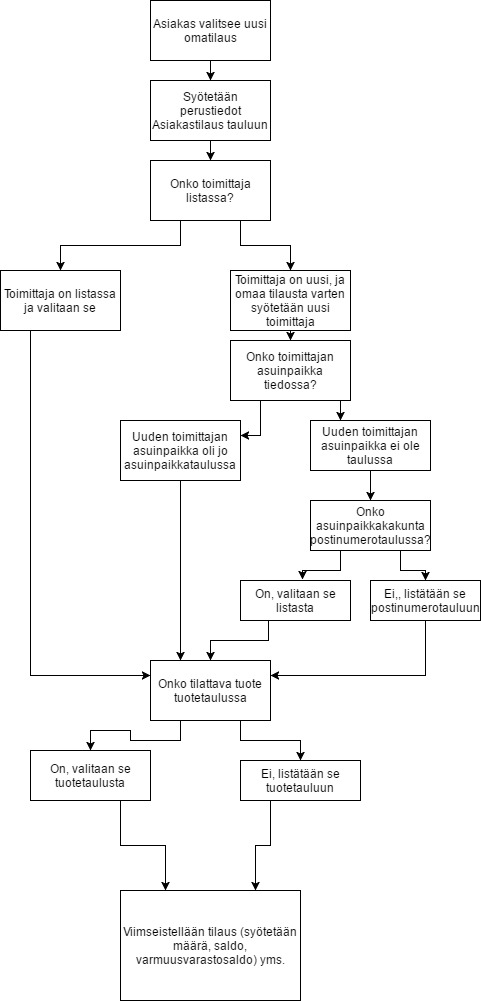 Asiakas valitsee uusi
omatilaus
Syötetään
perustiedot
Asiakastilaus tauluun
Onko toimittaja
listassa?
Toimittaja on listassa
ja valitaan se
Toimittaja on uusi, ja
omaa tilausta varten
syötetään uusi
toimittaja
Onko toimittajan
asuinpaikka
tiedossa?
Uuden toimittajan
asuinpaikka oli jo
asuinpaikkataulussa
Uuden toimittajan
asuinpaikka ei ole
taulussa
Onko
asuinpaikkakakunta
postinumerotaulussa?
On, valitaan se
listasta
Ei,, listätään se
postinumerotauluun
Onko tilattava tuote
tuotetaulussa
On, valitaan se
tuotetaulusta
Ei, listätään se
tuotetauluun
Viimseistellään tilaus (syötetään
määrä, saldo,
varmuusvarastosaldo) yms.